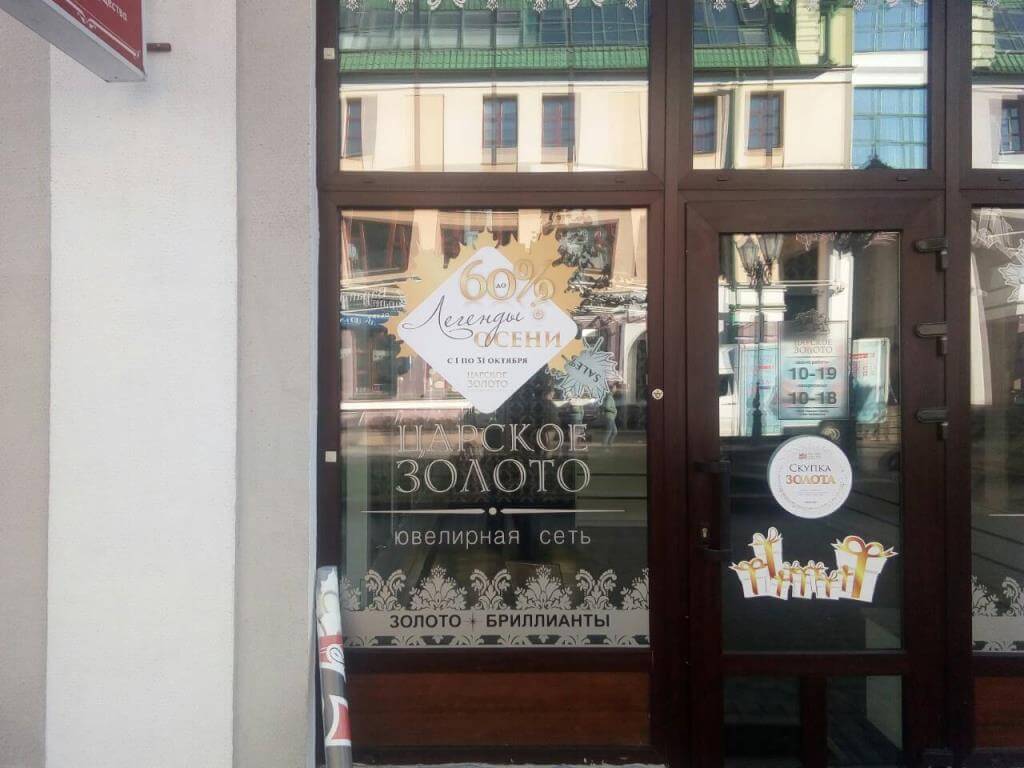 60%
до
Легенды
ОСЕНИ
С 1 ПО 31 ОКТЯБРЯ
ЦАРСКОЕ
ЗОЛОТО
SALE
ЦАРСКОЕ
ЗОЛОТО
ювелирная сеть
ЗОЛОТО БРИЛЛИАНТЫ
ЦАРСКОЕ
ЗОЛОТО
10-19
10-18
СКУПКА
ЗОЛОТА